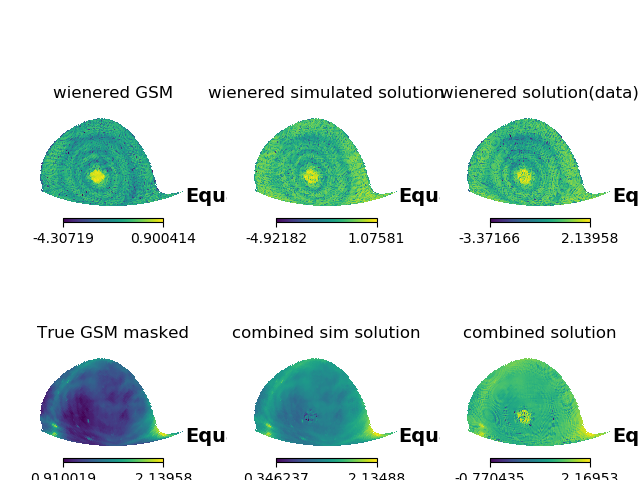 wienered GSM
wienered simulated solution
wienered solution(data)
Equ
Equ
Eq
-4.30719 0.900414
-4.92182 1.07581
-3.37166 2.13958
True GSM masked
combined sim solution
combined solution
Equ
Equ
Eq
0.910019 2.13958
0.346237 2.13488
-0.770435 2.16953